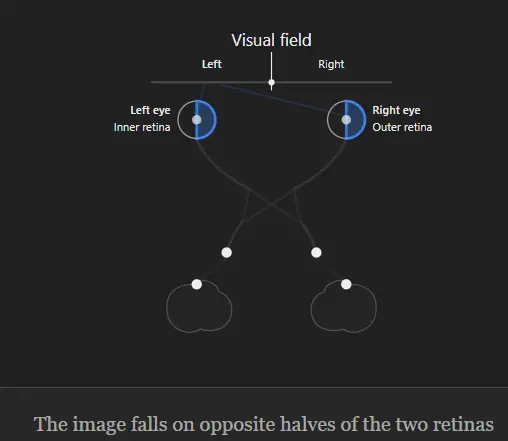 Visual field
Left
Right
Left eye
Inner retina
Right eye
Outer retina
The image falls on opposite halves of the two retinas